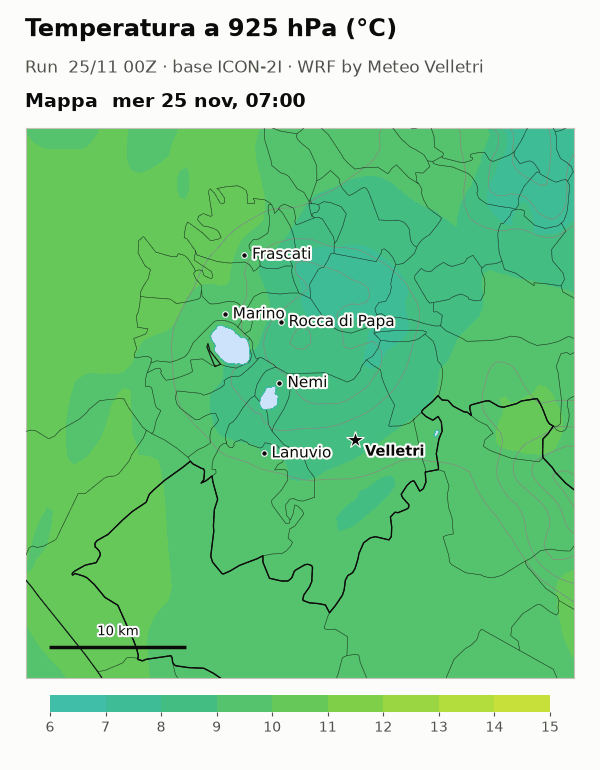 Temperatura a 925 hPa (°C)
Run  25/11 00Z · base ICON-2I · WRF by Meteo Velletri
Mappa  mer 25 nov, 07:00
Frascati
Marino
Rocca di Papa
Nemi
Velletri
Lanuvio
10 km
6 7 8 9 10 11 12 13 14 15